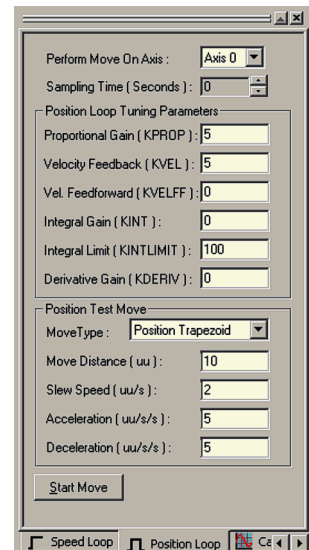 Perform Move On Axis : Axis 0
Sampling Time ( Seconds ) : 0
Position Loop Tuning Parameters
Proportional Gain ( KPROP ) : 5
Velocity Feedback ( KVEL ) : 5
Vel. Feedforward ( KVELFF ) : 0
Integral Gain ( KINT ) : 0
Integral Limit ( KINTLIMIT ) : 100
Derivative Gain ( KDERIV ) : 0
Position Test Move
MoveType : Position Trapezoid
Move Distance ( uu ) : 10
Slew Speed ( uu/s ) : 2
Acceleration ( uu/s/s ) : 5
Deceleration ( uu/s/s ) : 5
Start Move
Speed Loop Position Loop